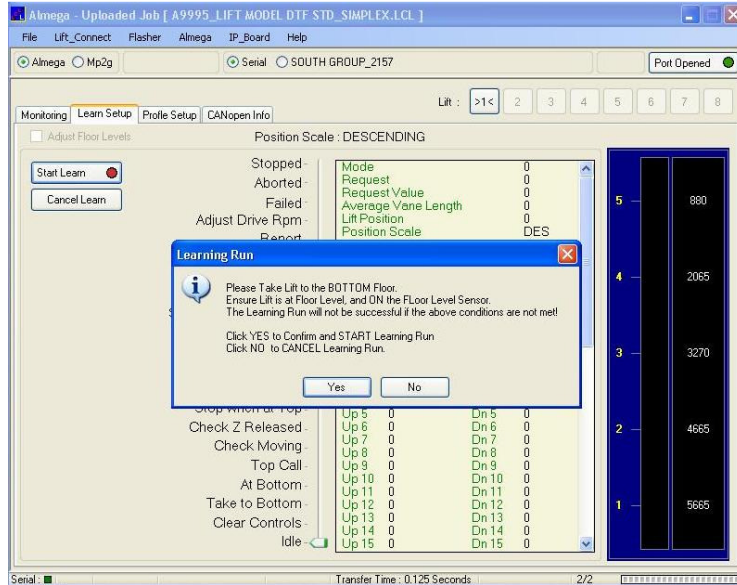 Almega - Uploaded Job [ A9995_LIFT MODEL DTF STD_SIMPLEX.LCL ]
File Lift_Connect Flasher Almega IP_Board Help
Almega Mp2g Serial SOUTH GROUP_2157 Port Opened
Lift : >1< 2 3 4 5 6 7 8
Monitoring Learn Setup Profle Setup CANopen Info
Adjust Floor Levels Position Scale : DESCENDING
Start Learn
Cancel Learn
Stopped
Aborted
Failed
Adjust Drive Rpm
Report
Mode 0
Request 0
Request Value 0
Average Vane Length 0
Lift Position 0
Position Scale DES
Learning Run
Please Take Lift to the BOTTOM Floor.
Ensure Lift is at Floor Level, and ON the FLoor Level Sensor.
The Learning Run will not be successful if the above conditions are not met!
Click YES to Confirm and START Learning Run
Click NO to CANCEL Learning Run.
Yes No
Stop when at Top
Check Z Released
Check Moving
Top Call
At Bottom
Take to Bottom
Clear Controls
Idle
Up 5 0 Dn 5 0
Up 6 0 Dn 6 0
Up 7 0 Dn 7 0
Up 8 0 Dn 8 0
Up 9 0 Dn 9 0
Up 10 0 Dn 10 0
Up 11 0 Dn 11 0
Up 12 0 Dn 12 0
Up 13 0 Dn 13 0
Up 14 0 Dn 14 0
Up 15 0 Dn 15 0
5 880
4 2065
3 3270
2 4665
1 5665
Serial : Transfer Time : 0.125 Seconds 2/2